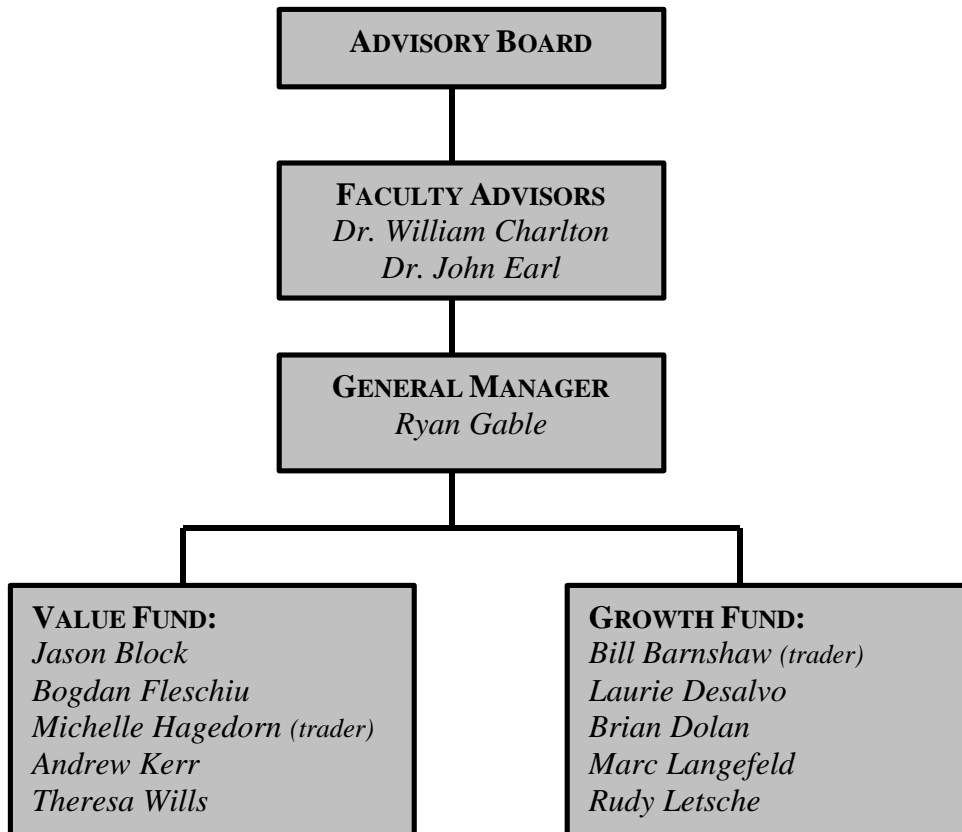 ADVISORY BOARD
FACULTY ADVISORS
Dr. William Charlton
Dr. John Earl
GENERAL MANAGER
Ryan Gable
VALUE FUND:
Jason Block
Bogdan Fleschiu
Michelle Hagedorn (trader)
Andrew Kerr
Theresa Wills
GROWTH FUND:
Bill Barnshaw (trader)
Laurie Desalvo
Brian Dolan
Marc Langefeld
Rudy Letsche